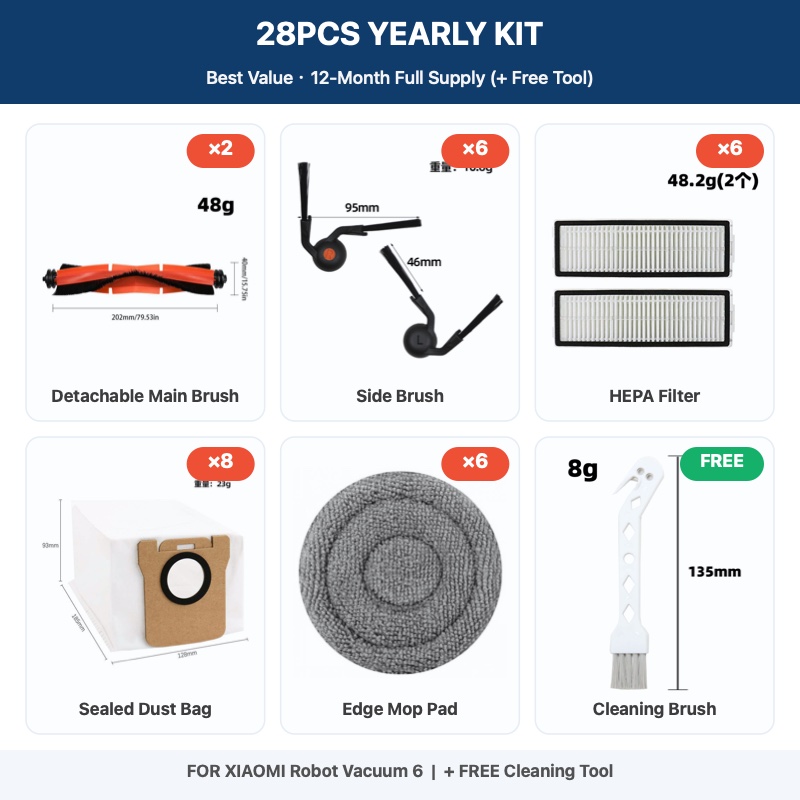 28PCS YEARLY KIT
Best Value · 12-Month Full Supply (+ Free Tool)
×2
48g
40mm/15.75in
202mm/79.53in
Detachable Main Brush
×6
重量:
95mm
46mm
L
Side Brush
×6
48.2g(2个)
HEPA Filter
×8
重量: 23g
93mm
185mm
128mm
Sealed Dust Bag
×6
Edge Mop Pad
FREE
8g
135mm
Cleaning Brush
FOR XIAOMI Robot Vacuum 6 | + FREE Cleaning Tool